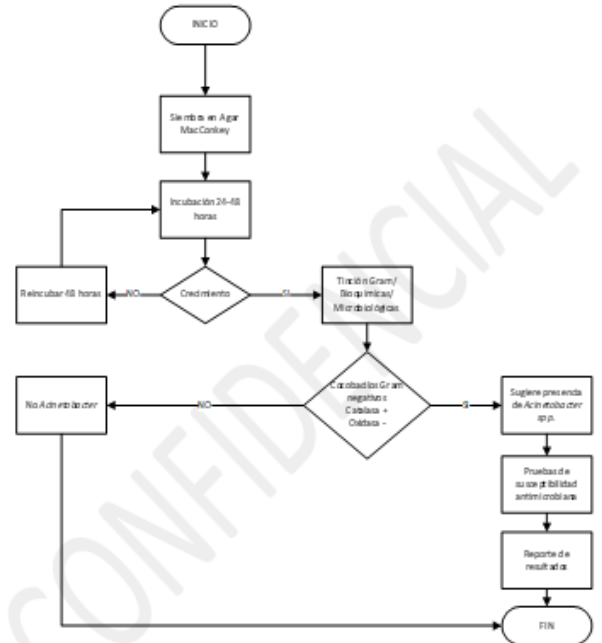 INICIO
Siembra en Agar
MacConkey
Incubación 24-48
horas
Reincubar 48 horas
NO
Crecimiento
SI
Tinción Gram/
Bioquímicas/
Microbiológicas
No Acinetobacter
NO
Cocobacilos Gram
negativos
Catalasa +
Oxidasa -
SI
Sugiere presencia
de Acinetobacter
spp.
Pruebas de
susceptibilidad
antimicrobiana
Reporte de
resultados
FIN
CONFIDENCIAL